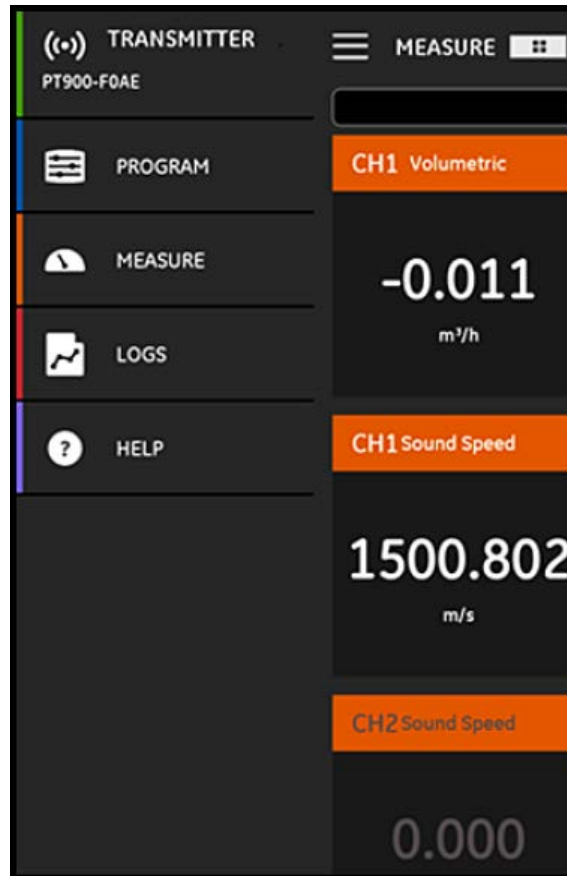 TRANSMITTER
PT900-F0AE
PROGRAM
MEASURE
LOGS
? HELP
MEASURE
CH1 Volumetric
-0.011
m³/h
CH1 Sound Speed
1500.802
m/s
CH2 Sound Speed
0.000